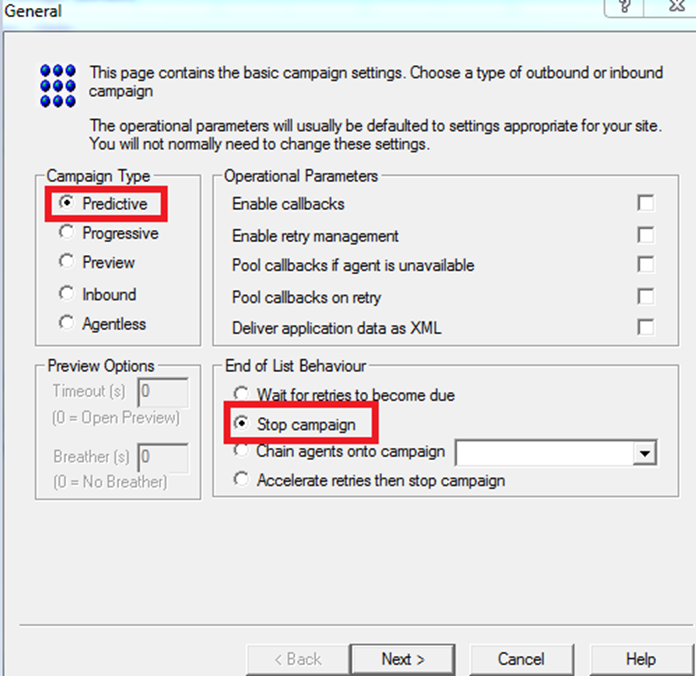 General
?
This page contains the basic campaign settings. Choose a type of outbound or inbound
campaign
The operational parameters will usually be defaulted to settings appropriate for your site.
You will not normally need to change these settings.
Campaign Type
Predictive
Progressive
Preview
Inbound
Agentless
Operational Parameters
Enable callbacks
Enable retry management
Pool callbacks if agent is unavailable
Pool callbacks on retry
Deliver application data as XML
Preview Options
Timeout (s) 0
(0 = Open Preview)
Breather (s) 0
(0 = No Breather)
End of List Behaviour
Wait for retries to become due
Stop campaign
Chain agents onto campaign
Accelerate retries then stop campaign
< Back
Next >
Cancel
Help